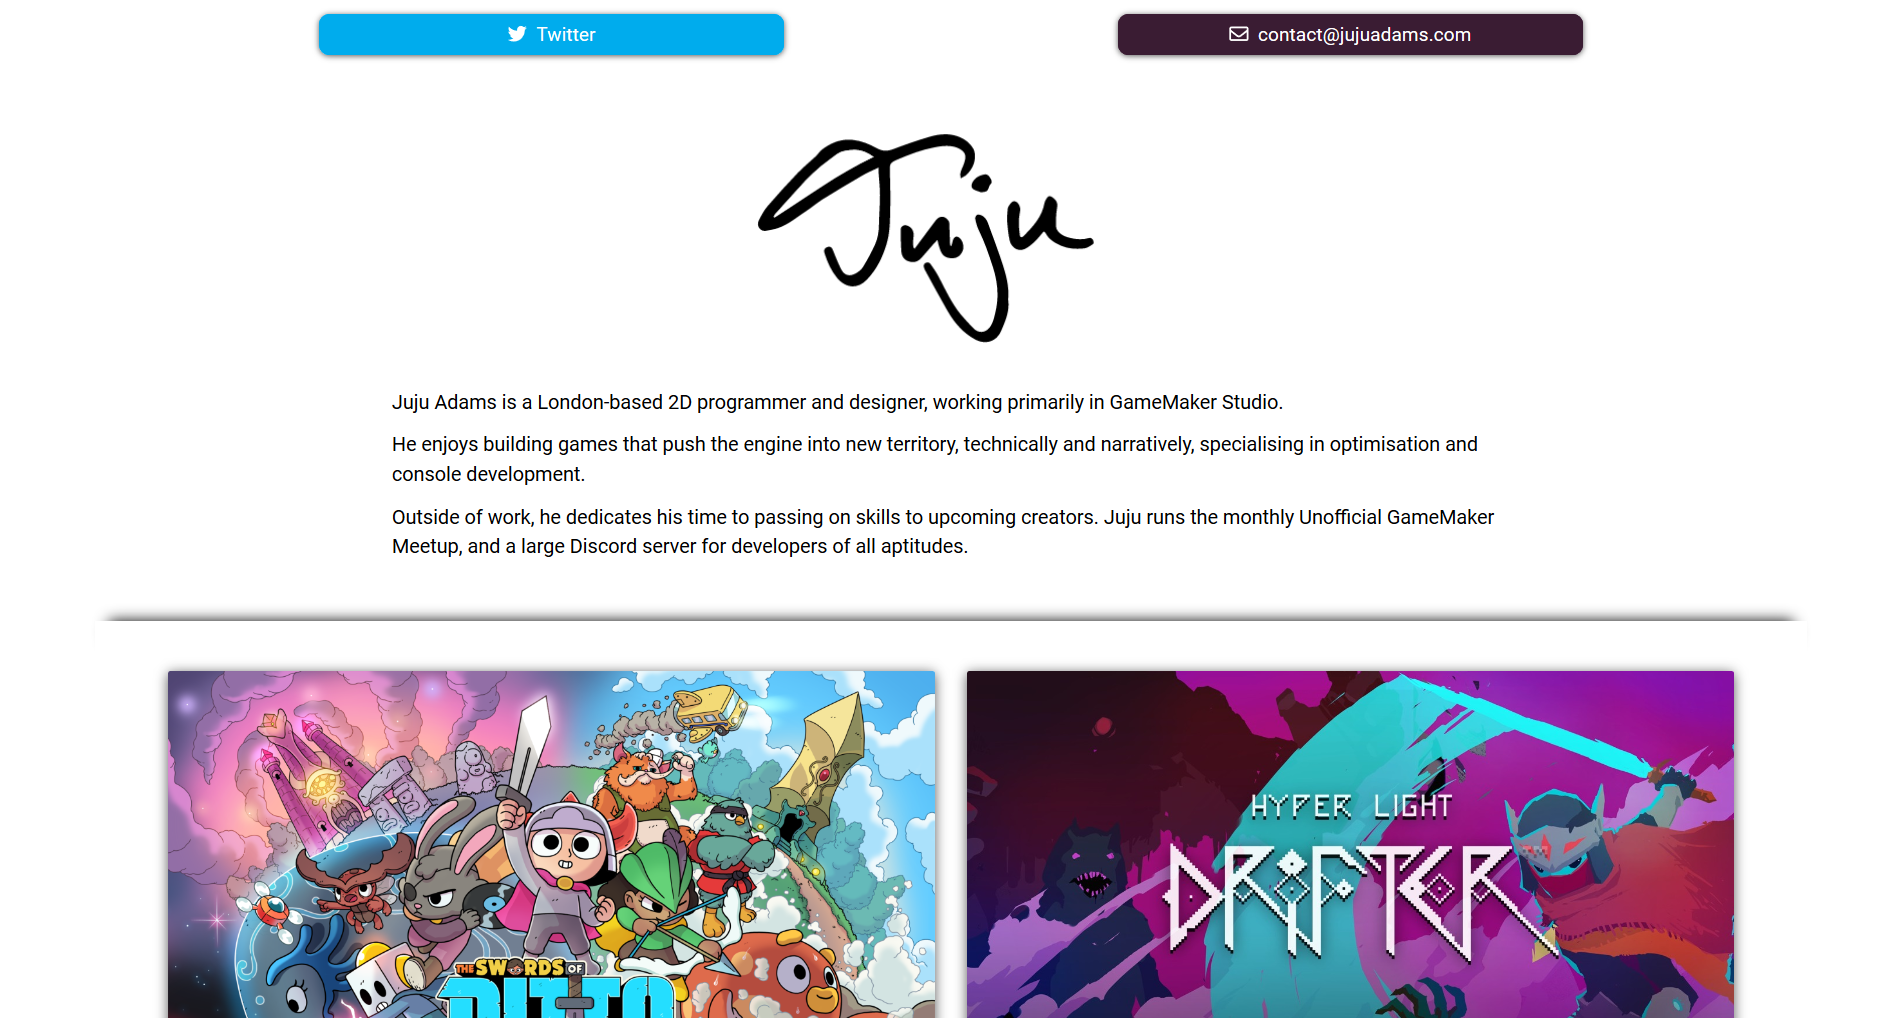 Twitter
contact@jujuadams.com
Juju
Juju Adams is a London-based 2D programmer and designer, working primarily in GameMaker Studio.
He enjoys building games that push the engine into new territory, technically and narratively, specialising in optimisation and
console development.
Outside of work, he dedicates his time to passing on skills to upcoming creators. Juju runs the monthly Unofficial GameMaker
Meetup, and a large Discord server for developers of all aptitudes.
THE SWORDS OF
DITTO
HYPER LIGHT
DRIFTER